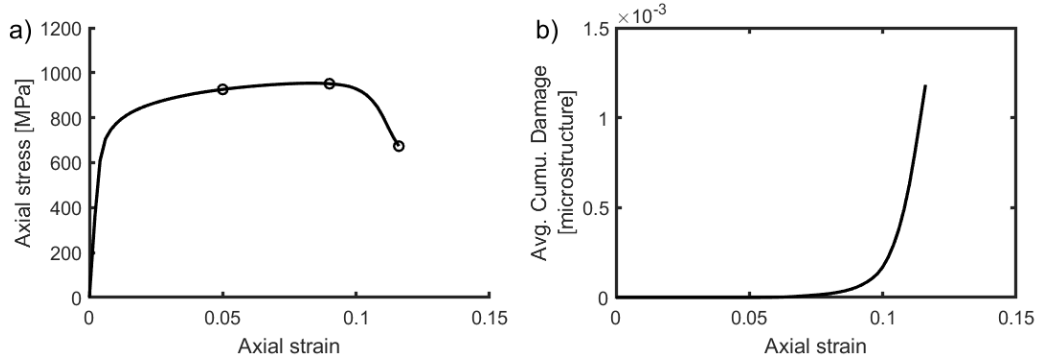 a)
1200
1000
800
600
400
200
0
0
0.05
0.1
0.15
Axial strain
Axial stress [MPa]
b)
×10⁻³
1.5
1
0.5
0
0
0.05
0.1
0.15
Axial strain
Avg. Cumu. Damage
[microstructure]